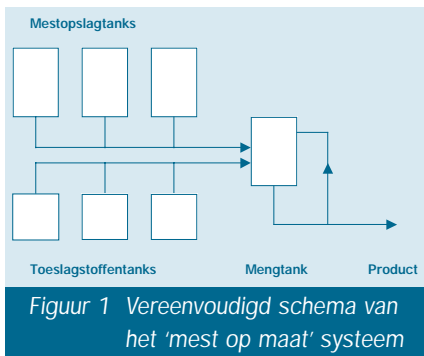 Mestopslagtanks
Toeslagstoffentanks
Mengtank
Product
Figuur 1 Vereenvoudigd schema van
het 'mest op maat' systeem